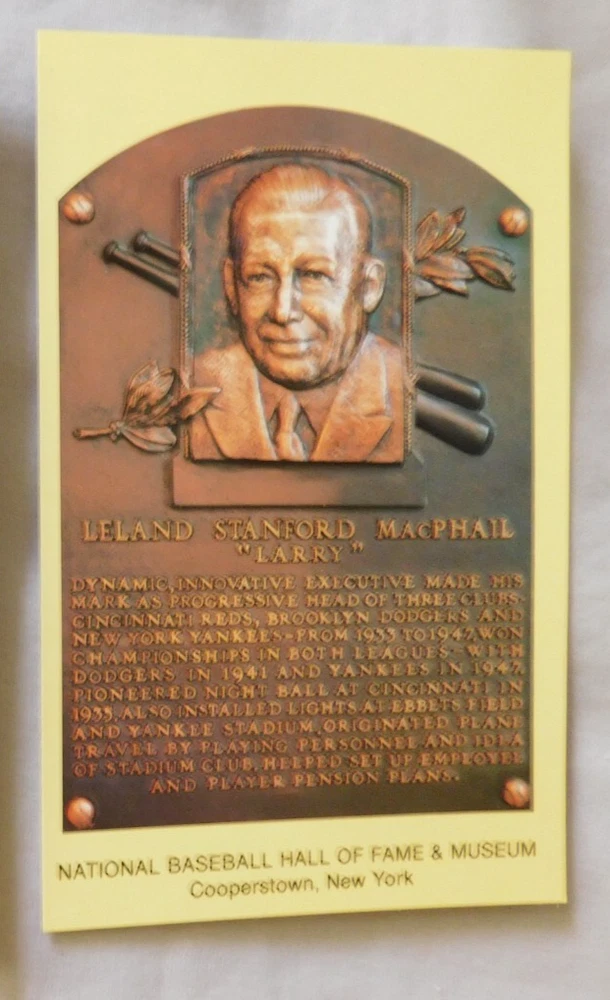 LELAND STANFORD MACPHAIL
"LARRY"
DYNAMIC, INNOVATIVE EXECUTIVE MADE HIS
MARK AS PROGRESSIVE HEAD OF THREE CLUBS-
CINCINNATI REDS, BROOKLYN DODGERS AND
NEW YORK YANKEES-FROM 1933 TO 1947. WON
CHAMPIONSHIPS IN BOTH LEAGUES--WITH
DODGERS IN 1941 AND YANKEES IN 1947.
PIONEERED NIGHT BALL AT CINCINNATI IN
1935. ALSO INSTALLED LIGHTS AT EBBETS FIELD
AND YANKEE STADIUM. ORIGINATED PLANE
TRAVEL BY PLAYING PERSONNEL AND IDEA
OF STADIUM CLUB. HELPED SET UP EMPLOYEE
AND PLAYER PENSION PLANS.
NATIONAL BASEBALL HALL OF FAME & MUSEUM
Cooperstown, New York